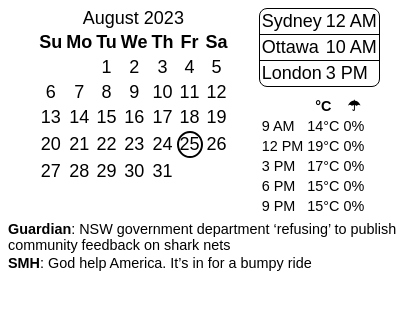 August 2023
Su Mo Tu We Th Fr Sa
1 2 3 4 5
6 7 8 9 10 11 12
13 14 15 16 17 18 19
20 21 22 23 24 25 26
27 28 29 30 31
Sydney 12 AM
Ottawa 10 AM
London 3 PM
°C ☂
9 AM 14°C 0%
12 PM 19°C 0%
3 PM 17°C 0%
6 PM 15°C 0%
9 PM 15°C 0%
Guardian: NSW government department ‘refusing’ to publish
community feedback on shark nets
SMH: God help America. It’s in for a bumpy ride